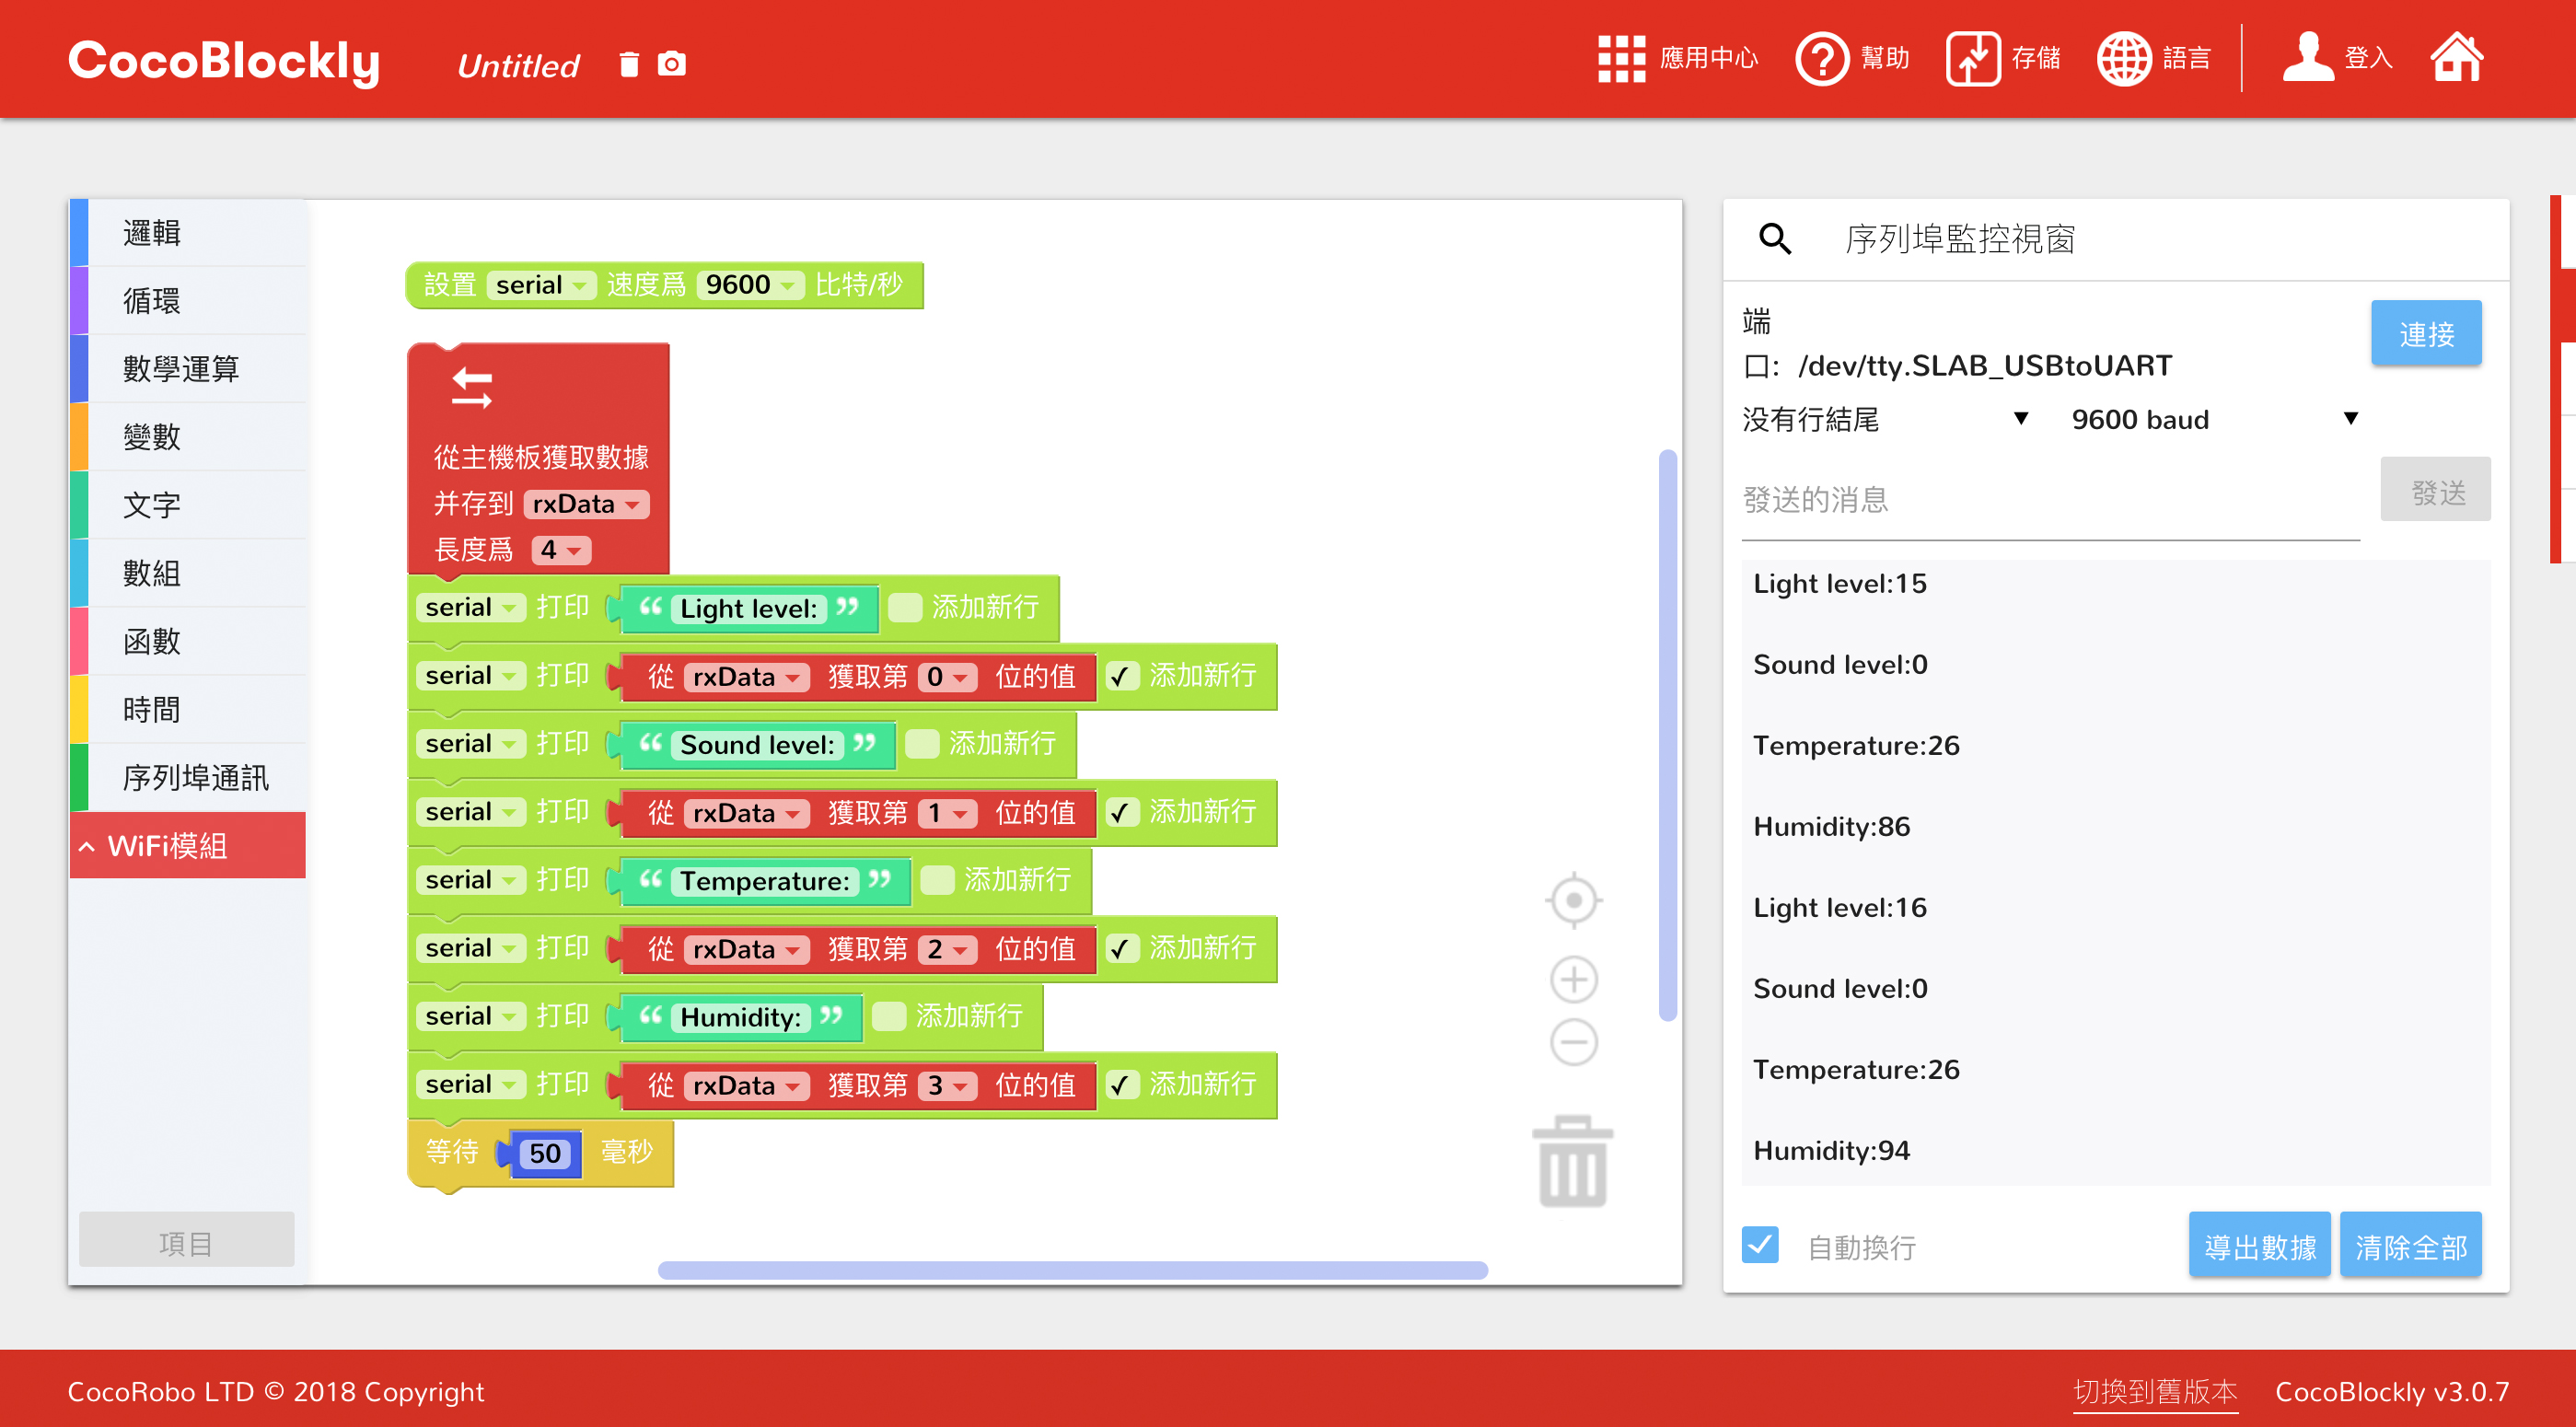 CocoBlockly Untitled 應用中心 幫助 存儲 語言 登入
邏輯
循環
數學運算
變數
文字
數組
函數
時間
序列埠通訊
WiFi模組
項目
設置 serial 速度爲 9600 比特/秒
從主機板獲取數據
并存到 rxData
長度爲 4
serial 打印 “ Light level: ” 添加新行
serial 打印 從 rxData 獲取第 0 位的值 ✓ 添加新行
serial 打印 “ Sound level: ” 添加新行
serial 打印 從 rxData 獲取第 1 位的值 ✓ 添加新行
serial 打印 “ Temperature: ” 添加新行
serial 打印 從 rxData 獲取第 2 位的值 ✓ 添加新行
serial 打印 “ Humidity: ” 添加新行
serial 打印 從 rxData 獲取第 3 位的值 ✓ 添加新行
等待 50 毫秒
序列埠監控視窗
端
口: /dev/tty.SLAB_USBtoUART
連接
没有行結尾 9600 baud
發送的消息 發送
Light level:15
Sound level:0
Temperature:26
Humidity:86
Light level:16
Sound level:0
Temperature:26
Humidity:94
自動換行 導出數據 清除全部
CocoRobo LTD © 2018 Copyright 切換到舊版本 CocoBlockly v3.0.7